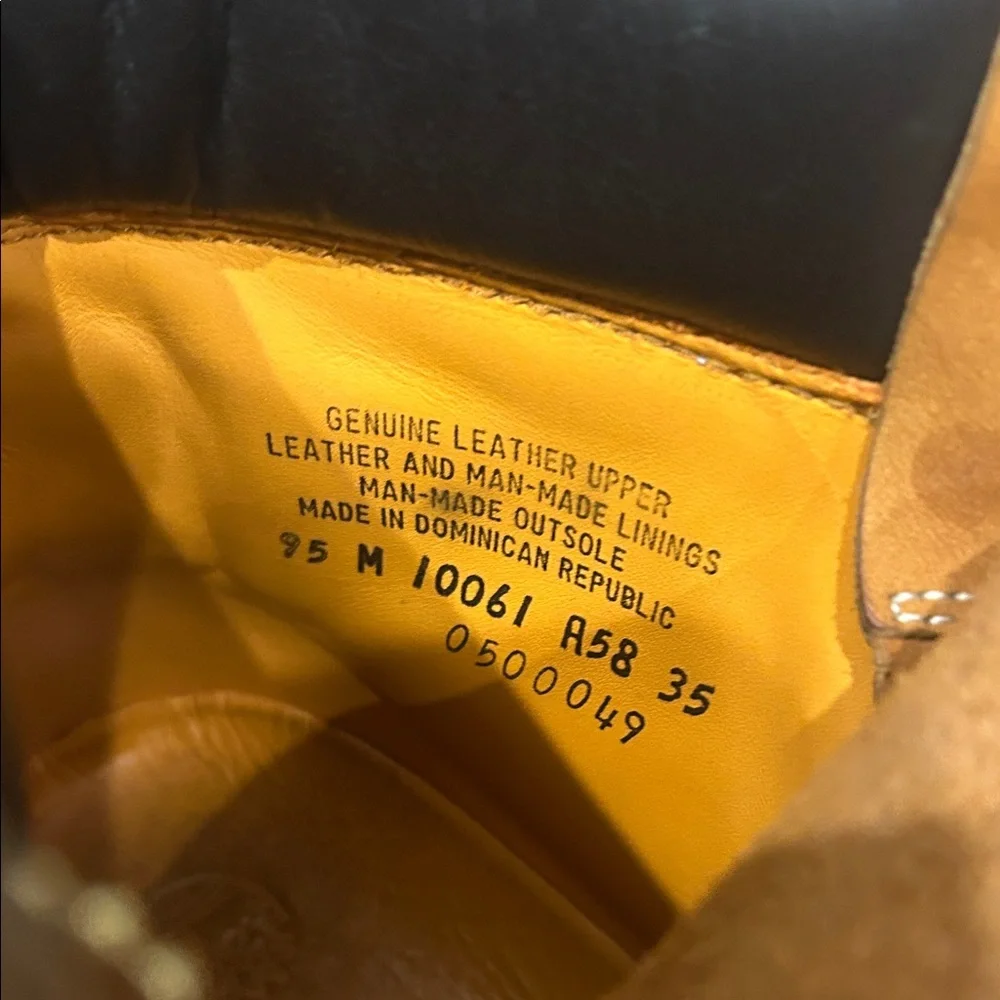 GENUINE LEATHER UPPER
LEATHER AND MAN-MADE LININGS
MAN-MADE OUTSOLE
MADE IN DOMINICAN REPUBLIC
95 M 10061 A58 35
0500049